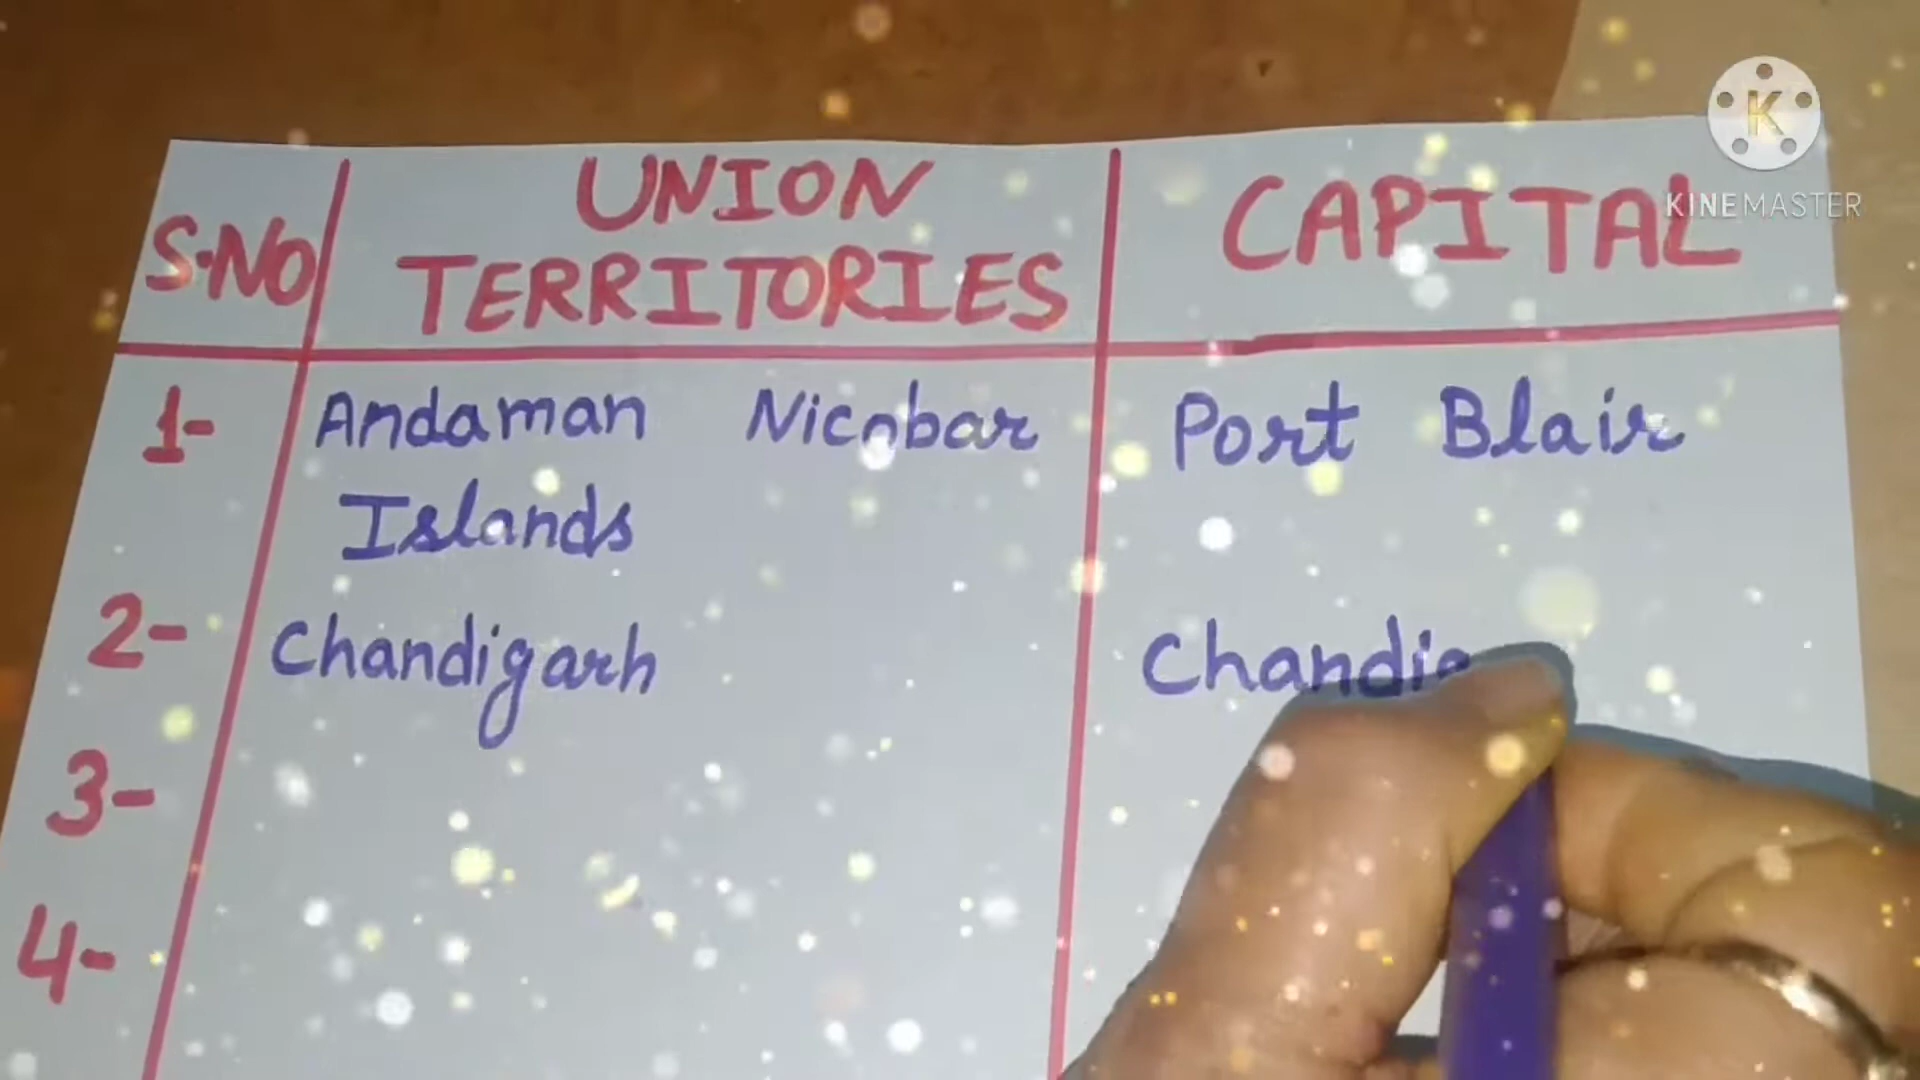 KINEMASTER
S.NO UNION TERRITORIES CAPITAL
1- Andaman Nicobar Islands Port Blair
2- Chandigarh
3-
4-